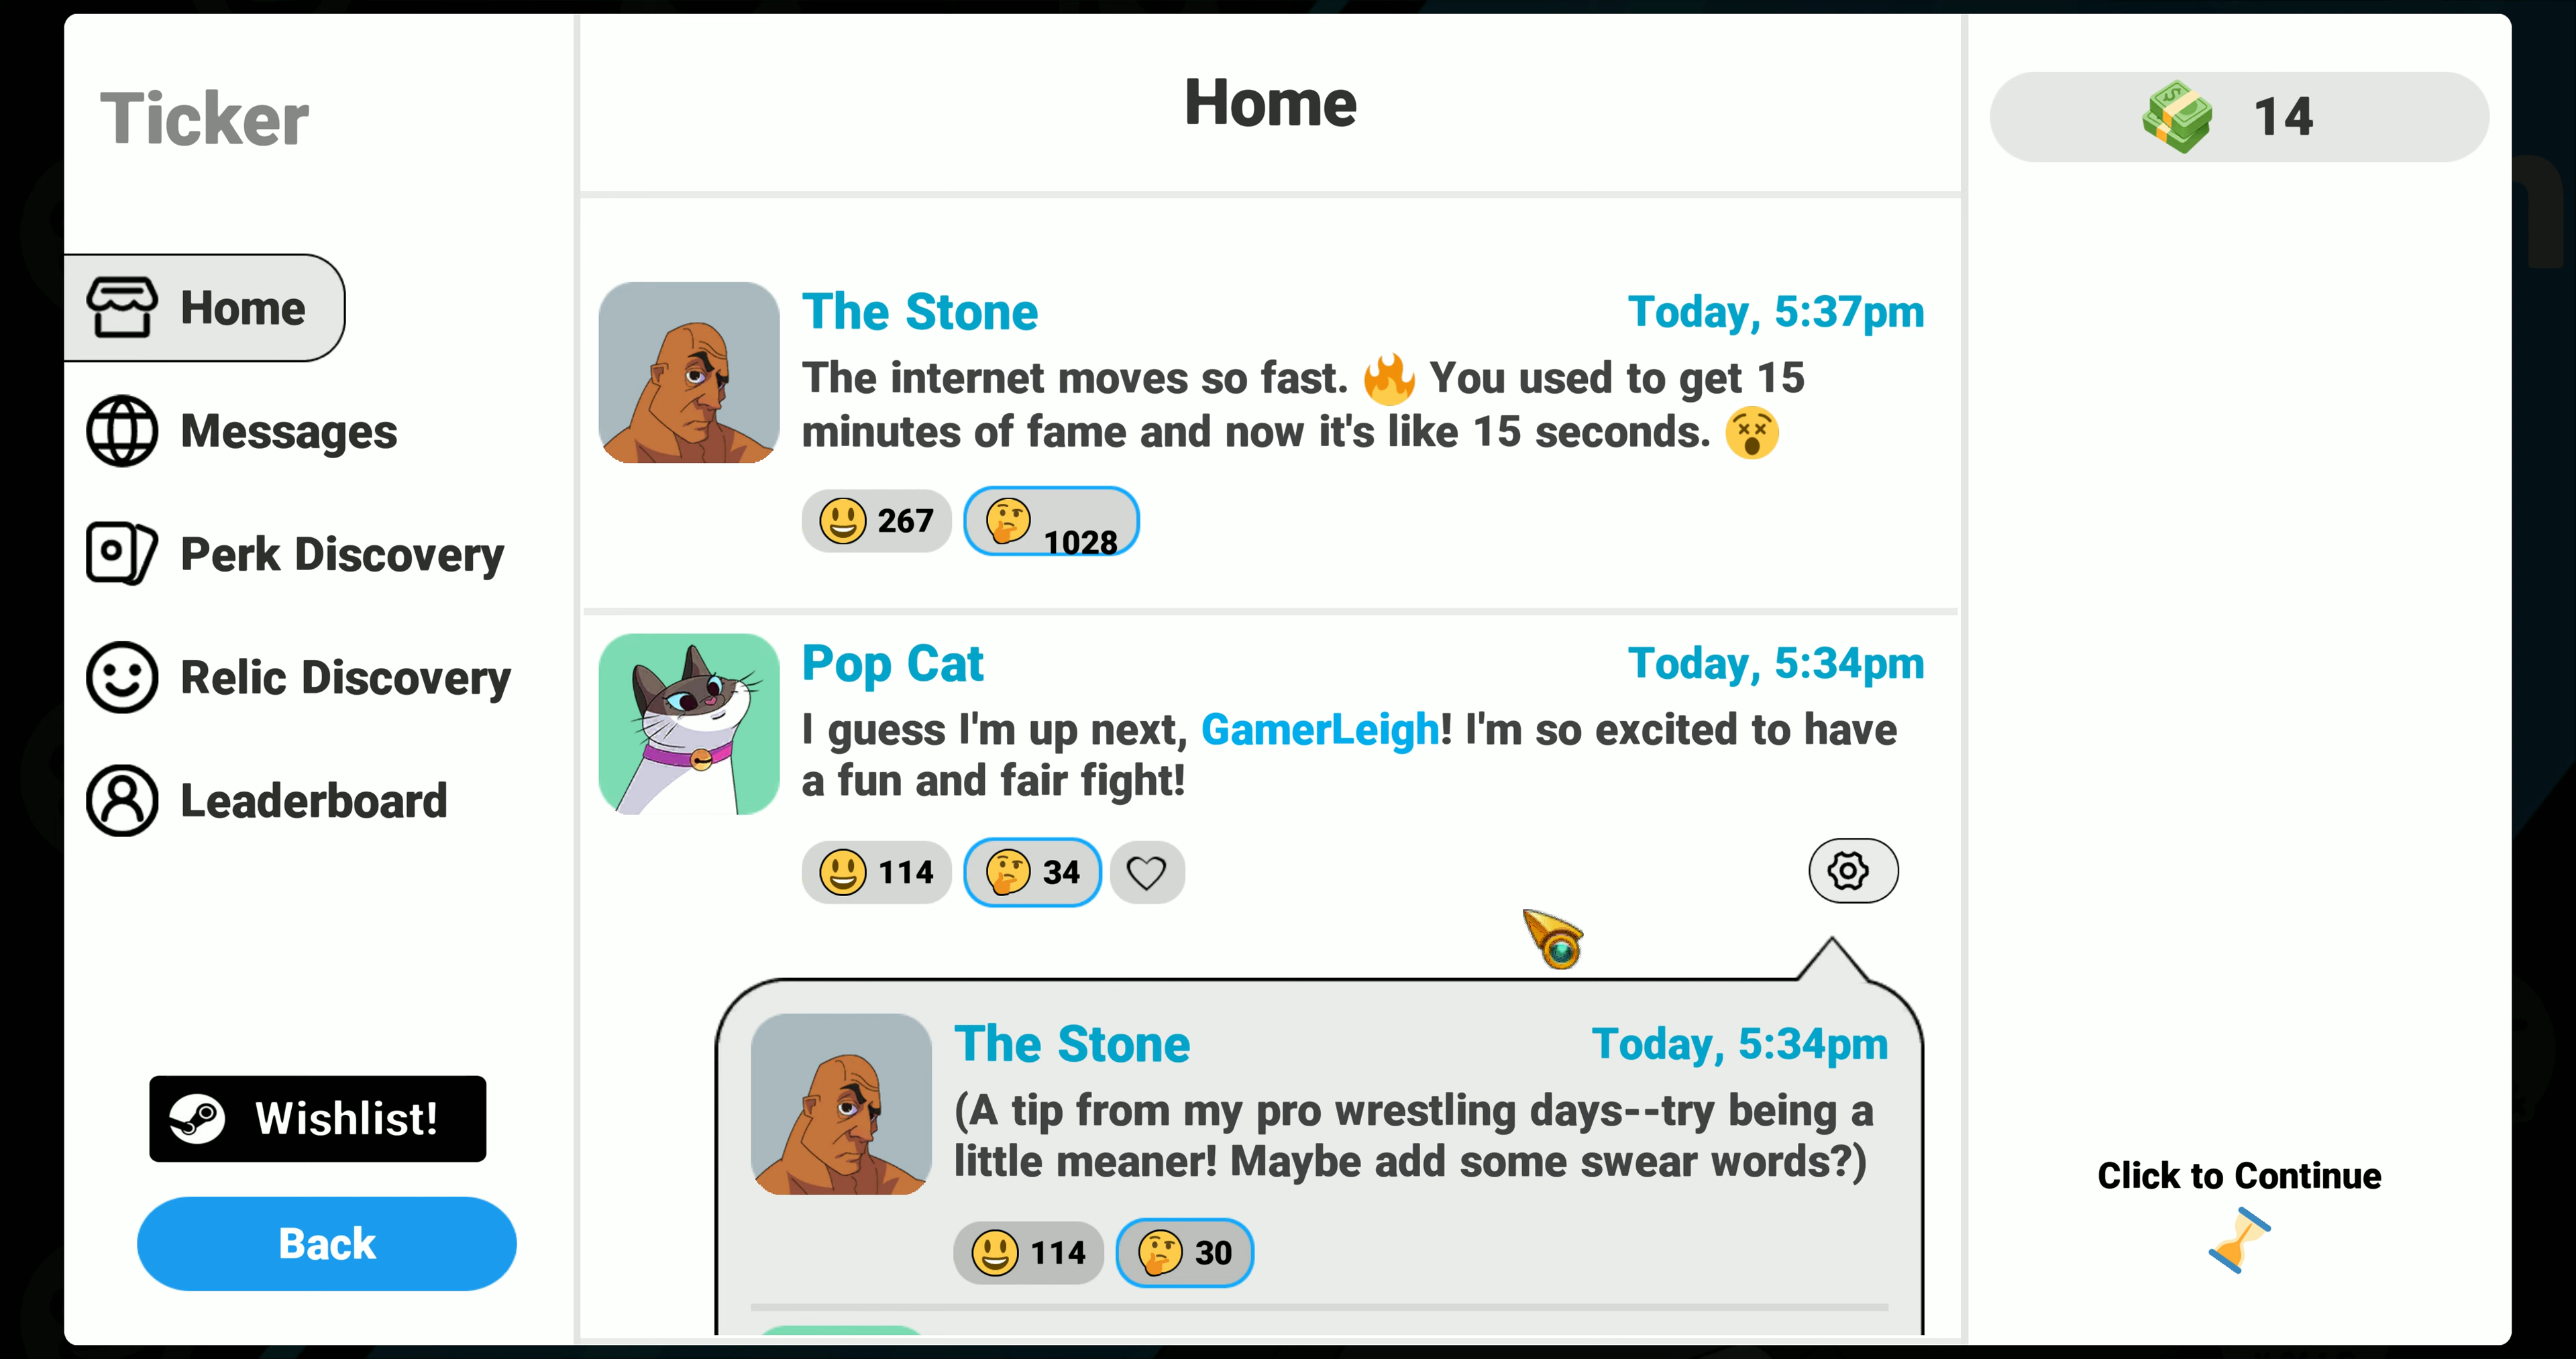 Ticker
Home
14
Home
Messages
Perk Discovery
Relic Discovery
Leaderboard
Wishlist!
Back
The Stone
Today, 5:37pm
The internet moves so fast. 🔥 You used to get 15
minutes of fame and now it's like 15 seconds. 😵
267
1028
Pop Cat
Today, 5:34pm
I guess I'm up next, GamerLeigh! I'm so excited to have
a fun and fair fight!
114
34
The Stone
Today, 5:34pm
(A tip from my pro wrestling days--try being a
little meaner! Maybe add some swear words?)
114
30
Click to Continue